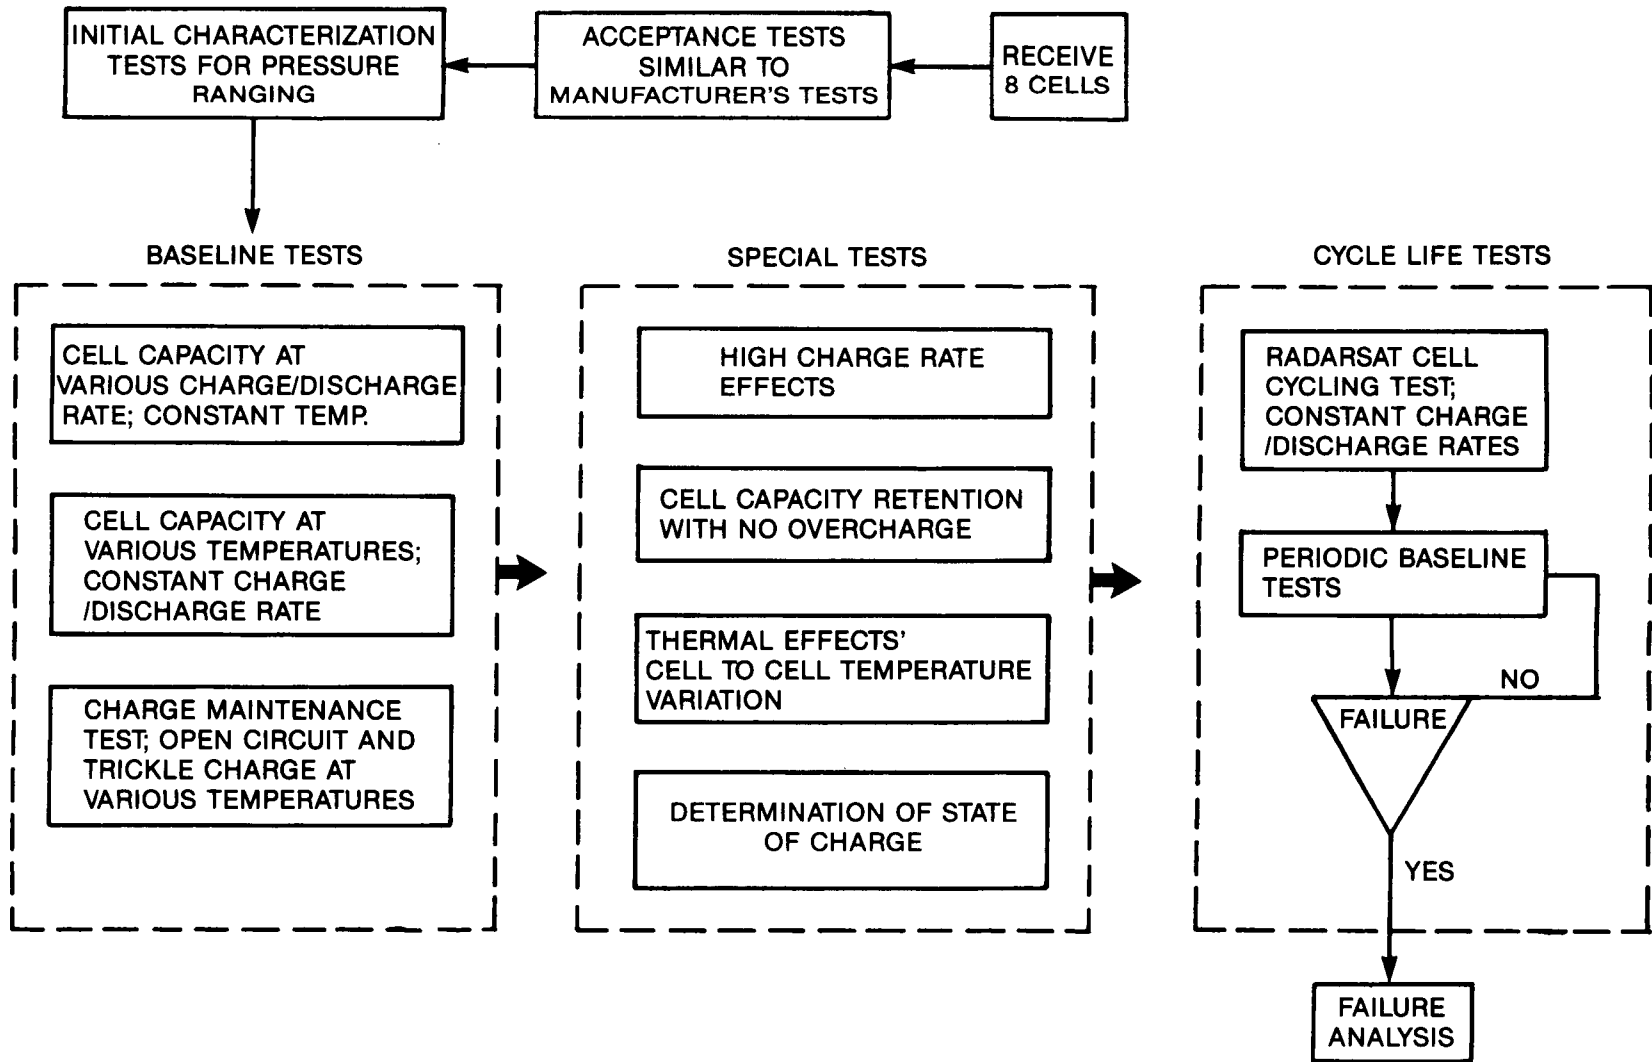 INITIAL CHARACTERIZATION
TESTS FOR PRESSURE
RANGING
ACCEPTANCE TESTS
SIMILAR TO
MANUFACTURER'S TESTS
RECEIVE
8 CELLS
BASELINE TESTS
CELL CAPACITY AT
VARIOUS CHARGE/DISCHARGE
RATE; CONSTANT TEMP.
CELL CAPACITY AT
VARIOUS TEMPERATURES;
CONSTANT CHARGE
/DISCHARGE RATE
CHARGE MAINTENANCE
TEST; OPEN CIRCUIT AND
TRICKLE CHARGE AT
VARIOUS TEMPERATURES
SPECIAL TESTS
HIGH CHARGE RATE
EFFECTS
CELL CAPACITY RETENTION
WITH NO OVERCHARGE
THERMAL EFFECTS'
CELL TO CELL TEMPERATURE
VARIATION
DETERMINATION OF STATE
OF CHARGE
CYCLE LIFE TESTS
RADARSAT CELL
CYCLING TEST;
CONSTANT CHARGE
/DISCHARGE RATES
PERIODIC BASELINE
TESTS
NO
FAILURE
YES
FAILURE
ANALYSIS